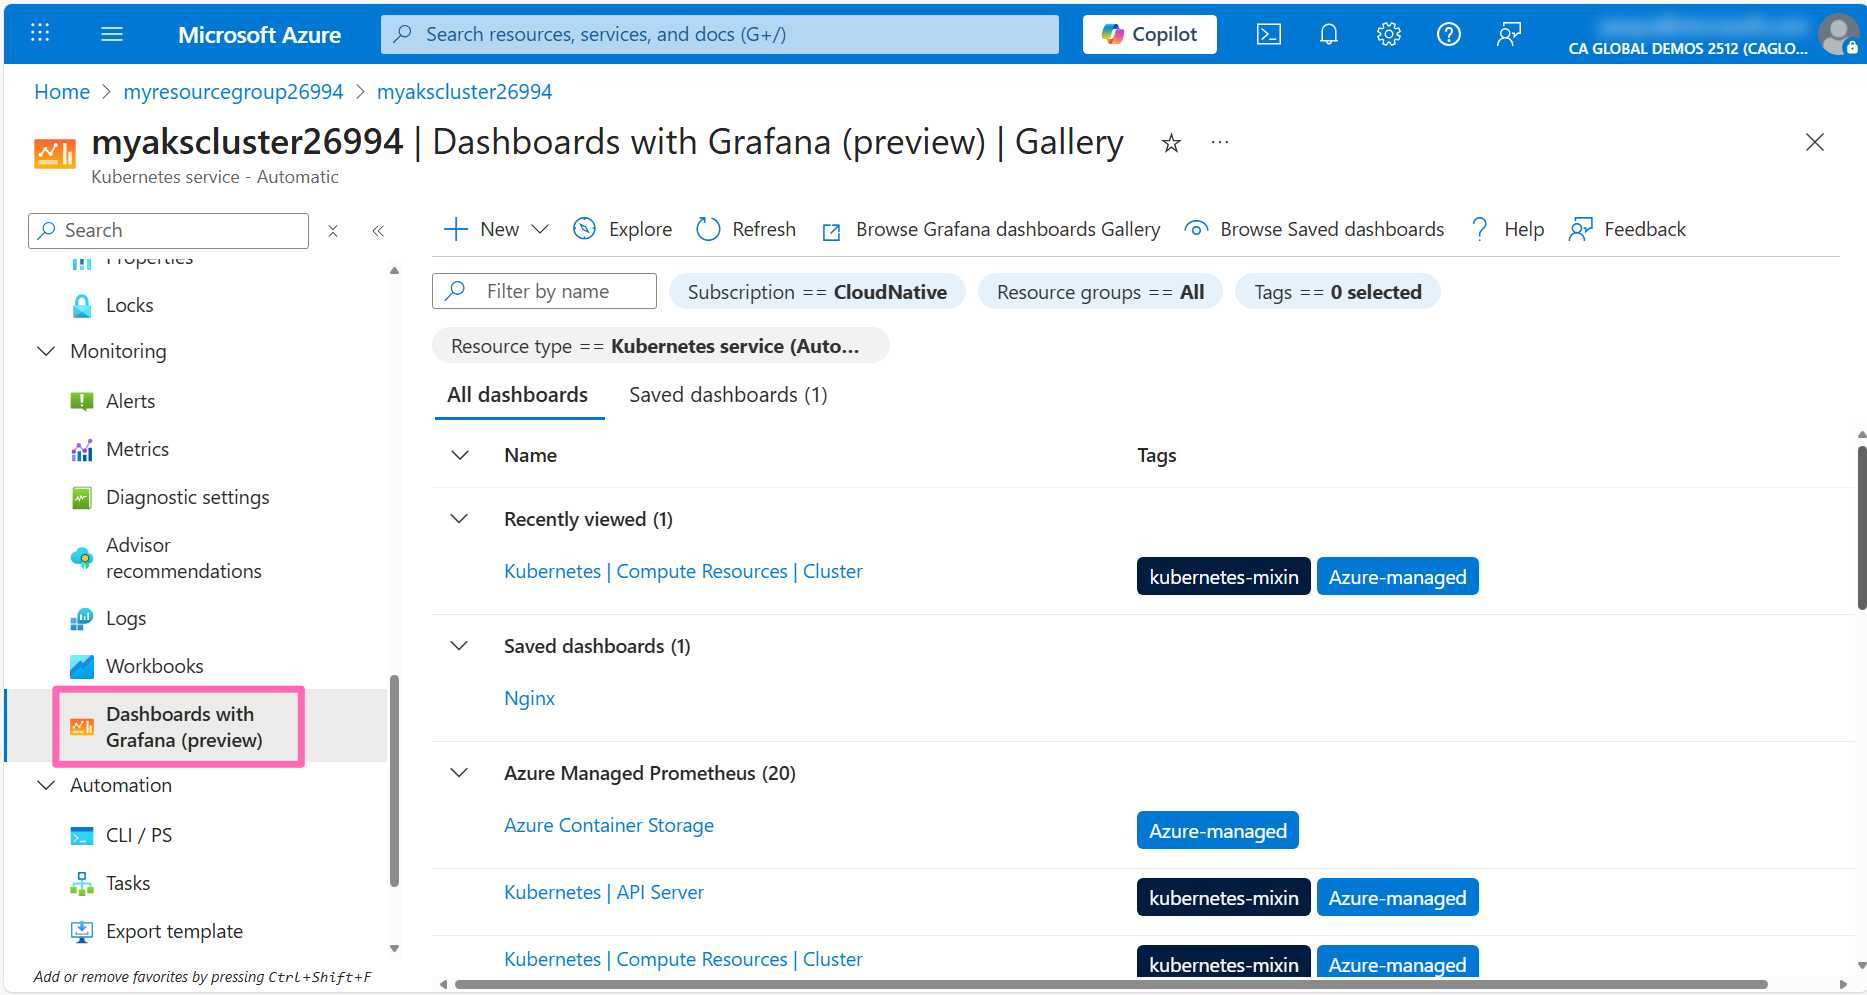 Microsoft Azure
Search resources, services, and docs (G+/)
Copilot
CA GLOBAL DEMOS 2512 (CAGLO...
Home > myresourcegroup26994 > myakscluster26994
myakscluster26994 | Dashboards with Grafana (preview) | Gallery
Kubernetes service - Automatic
Search
Properties
Locks
Monitoring
Alerts
Metrics
Diagnostic settings
Advisor
recommendations
Logs
Workbooks
Dashboards with
Grafana (preview)
Automation
CLI / PS
Tasks
Export template
Add or remove favorites by pressing Ctrl+Shift+F
New
Explore
Refresh
Browse Grafana dashboards Gallery
Browse Saved dashboards
Help
Feedback
Filter by name
Subscription == CloudNative
Resource groups == All
Tags == 0 selected
Resource type == Kubernetes service (Auto...
All dashboards
Saved dashboards (1)
Name
Tags
Recently viewed (1)
Kubernetes | Compute Resources | Cluster
kubernetes-mixin
Azure-managed
Saved dashboards (1)
Nginx
Azure Managed Prometheus (20)
Azure Container Storage
Azure-managed
Kubernetes | API Server
kubernetes-mixin
Azure-managed
Kubernetes | Compute Resources | Cluster
kubernetes-mixin
Azure-managed